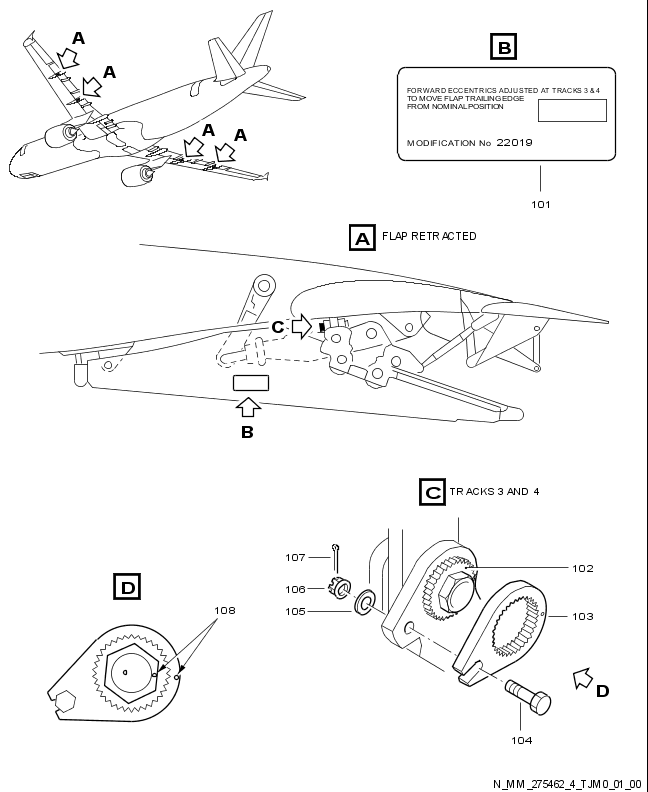 A
A
A
A
B
FORWARD ECCENTRICS ADJUSTED AT TRACKS 3 & 4
TO MOVE FLAP TRAILING EDGE
FROM NOMINAL POSITION
MODIFICATION No 22019
101
A FLAP RETRACTED
C
B
C TRACKS 3 AND 4
107
106
105
102
103
D
108
D
104
N_MM_275462_4_TJM0_01_00